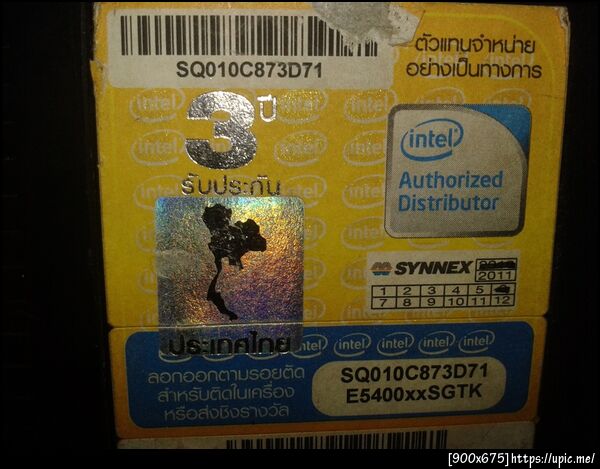 SQ010C873D71
ตัวแทนจำหน่าย
อย่างเป็นทางการ
3 ปี
รับประกัน
intel
Authorized
Distributor
SYNNEX
2011
1 2 3 4 5
7 8 9 10 11 12
ประเทศไทย
intel intel intel intel intel
ลอกออกตามรอยตัด
สำหรับติดในเครื่อง
หรือส่งชิงรางวัล
SQ010C873D71
E5400xxSGTK
[900x675]https://upic.me/